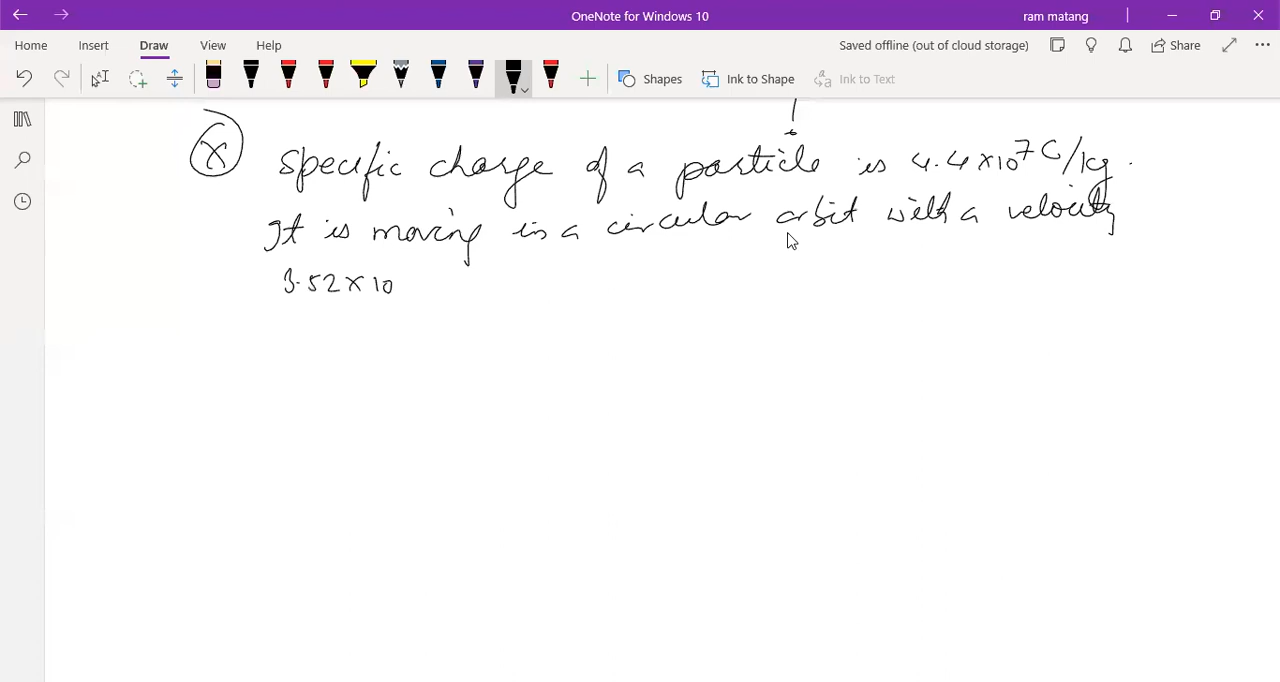 OneNote for Windows 10
ram matang
Home Insert Draw View Help
Saved offline (out of cloud storage) Share
Shapes Ink to Shape Ink to Text
x specific charge of a particle is 4.4×10⁷ C/kg.
It is moving in a circular orbit with a velocity
3.52×10